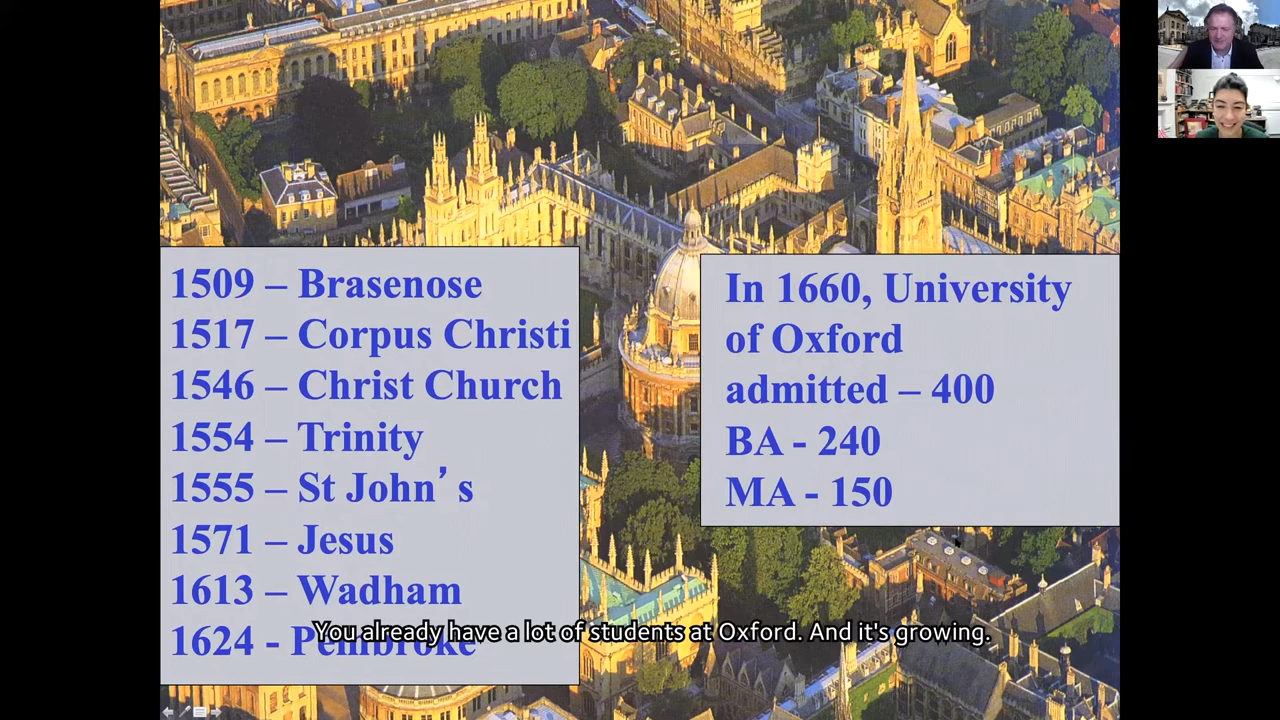 1509 – Brasenose
1517 – Corpus Christi
1546 – Christ Church
1554 – Trinity
1555 – St John’s
1571 – Jesus
1613 – Wadham
1624 - Pembroke
In 1660, University
of Oxford
admitted – 400
BA - 240
MA - 150
You already have a lot of students at Oxford. And it's growing.